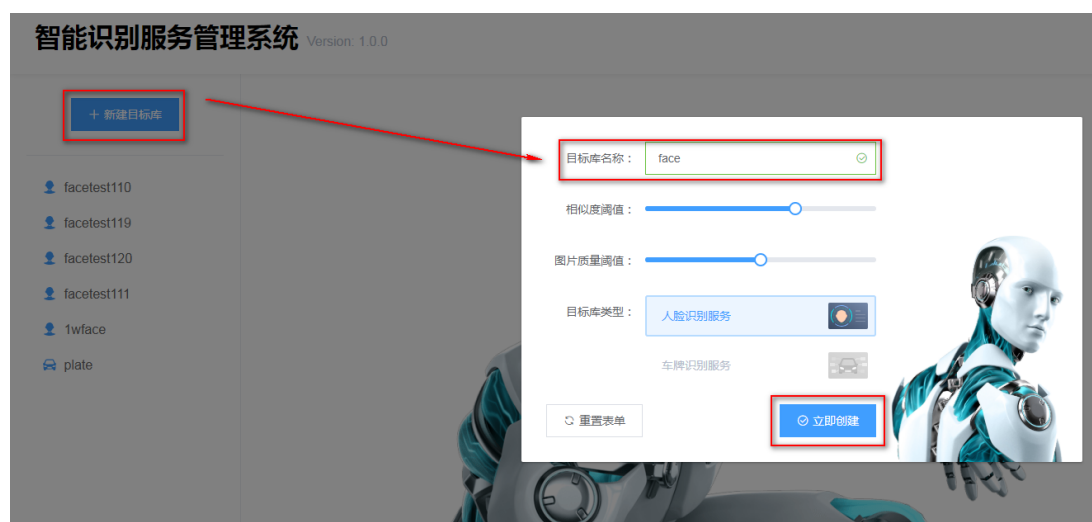 智能识别服务管理系统 Version: 1.0.0
+ 新建目标库
facetest110
facetest119
facetest120
facetest111
1wface
plate
目标库名称： face
相似度阈值：
图片质量阈值：
目标库类型： 人脸识别服务
车牌识别服务
重置表单 立即创建